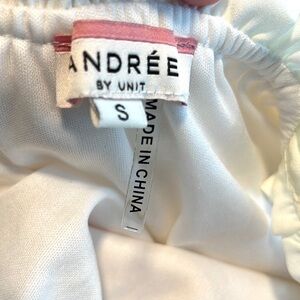 ANDRÉE
BY UNIT
S
MADE IN CHINA